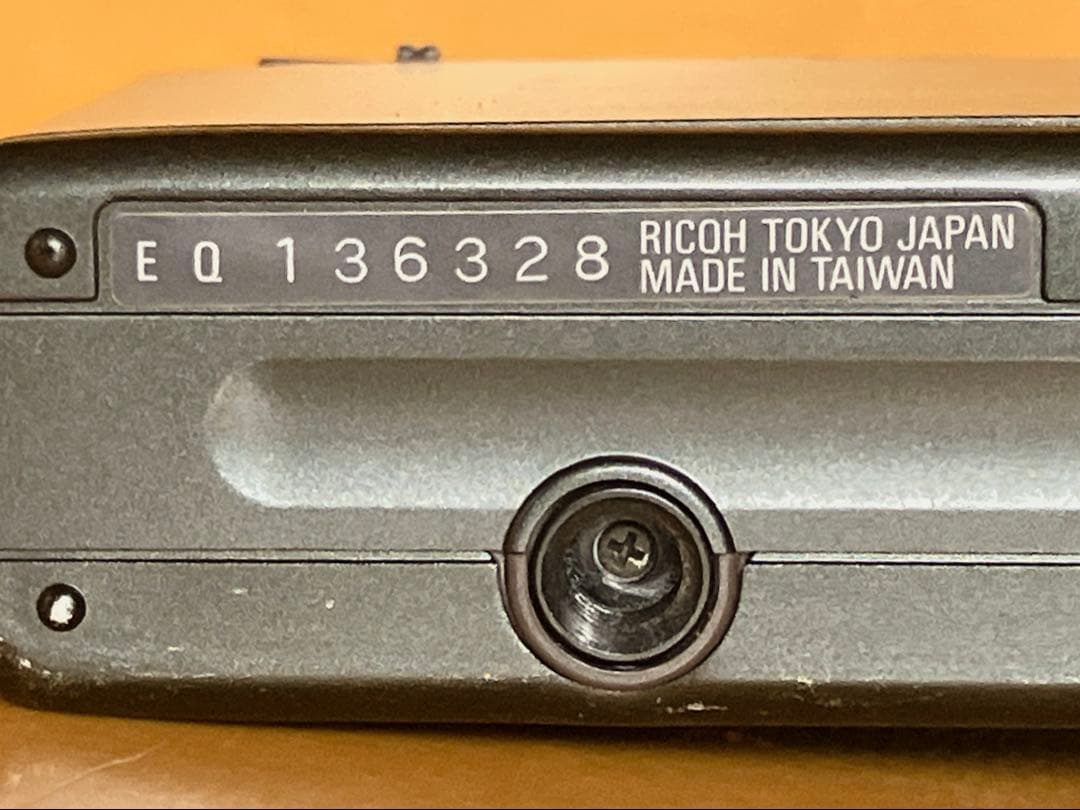 EQ 136328
RICOH TOKYO JAPAN
MADE IN TAIWAN